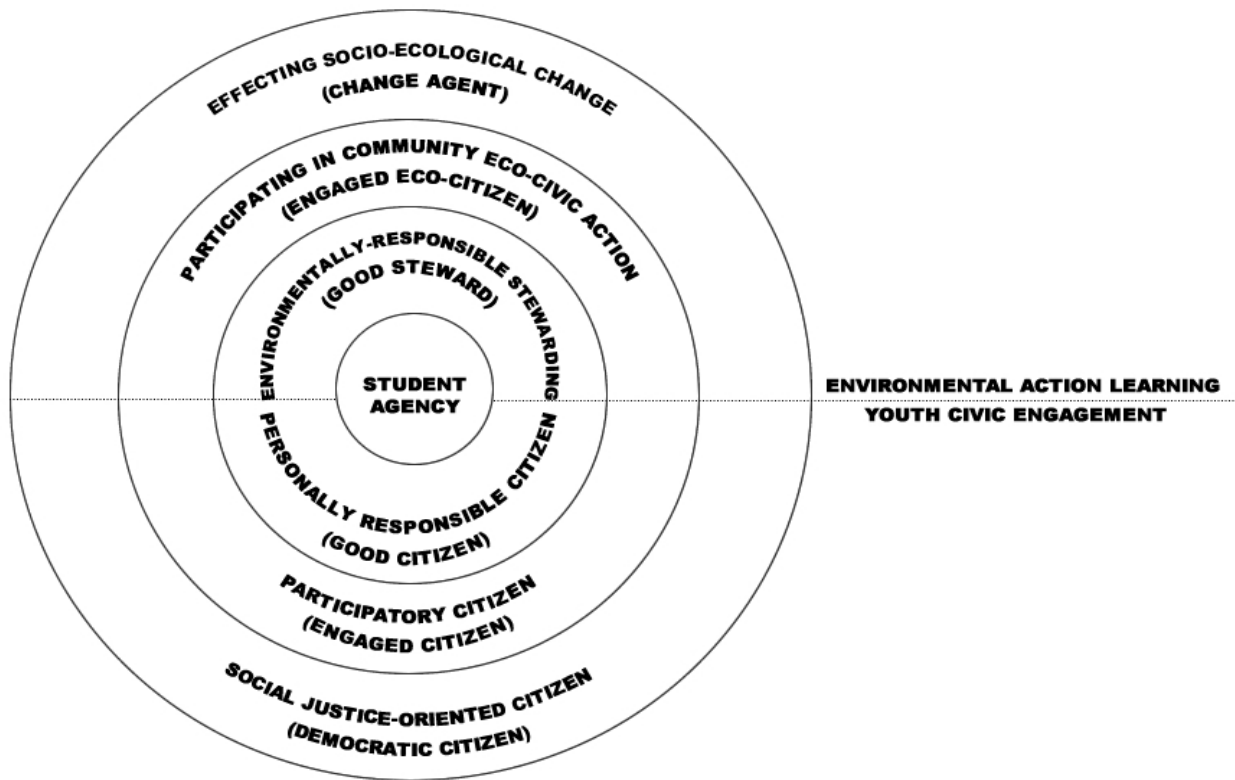 EFFECTING SOCIO-ECOLOGICAL CHANGE
(CHANGE AGENT)
PARTICIPATING IN COMMUNITY ECO-CIVIC ACTION
(ENGAGED ECO-CITIZEN)
ENVIRONMENTALLY-RESPONSIBLE STEWARDING
(GOOD STEWARD)
STUDENT
AGENCY
ENVIRONMENTAL ACTION LEARNING
YOUTH CIVIC ENGAGEMENT
PERSONALLY RESPONSIBLE CITIZEN
(GOOD CITIZEN)
PARTICIPATORY CITIZEN
(ENGAGED CITIZEN)
SOCIAL JUSTICE-ORIENTED CITIZEN
(DEMOCRATIC CITIZEN)